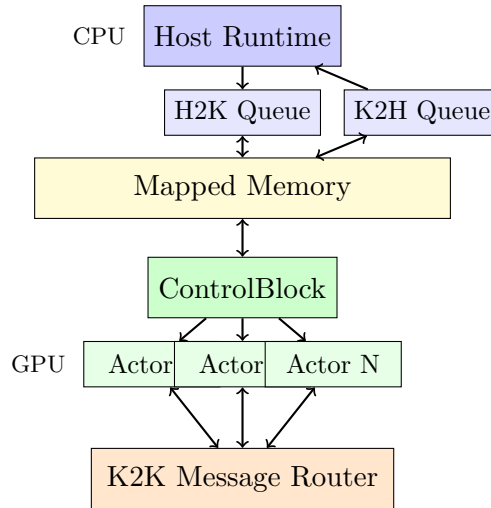 CPU
Host Runtime
H2K Queue
K2H Queue
Mapped Memory
ControlBlock
GPU
Actor
Actor
Actor N
K2K Message Router